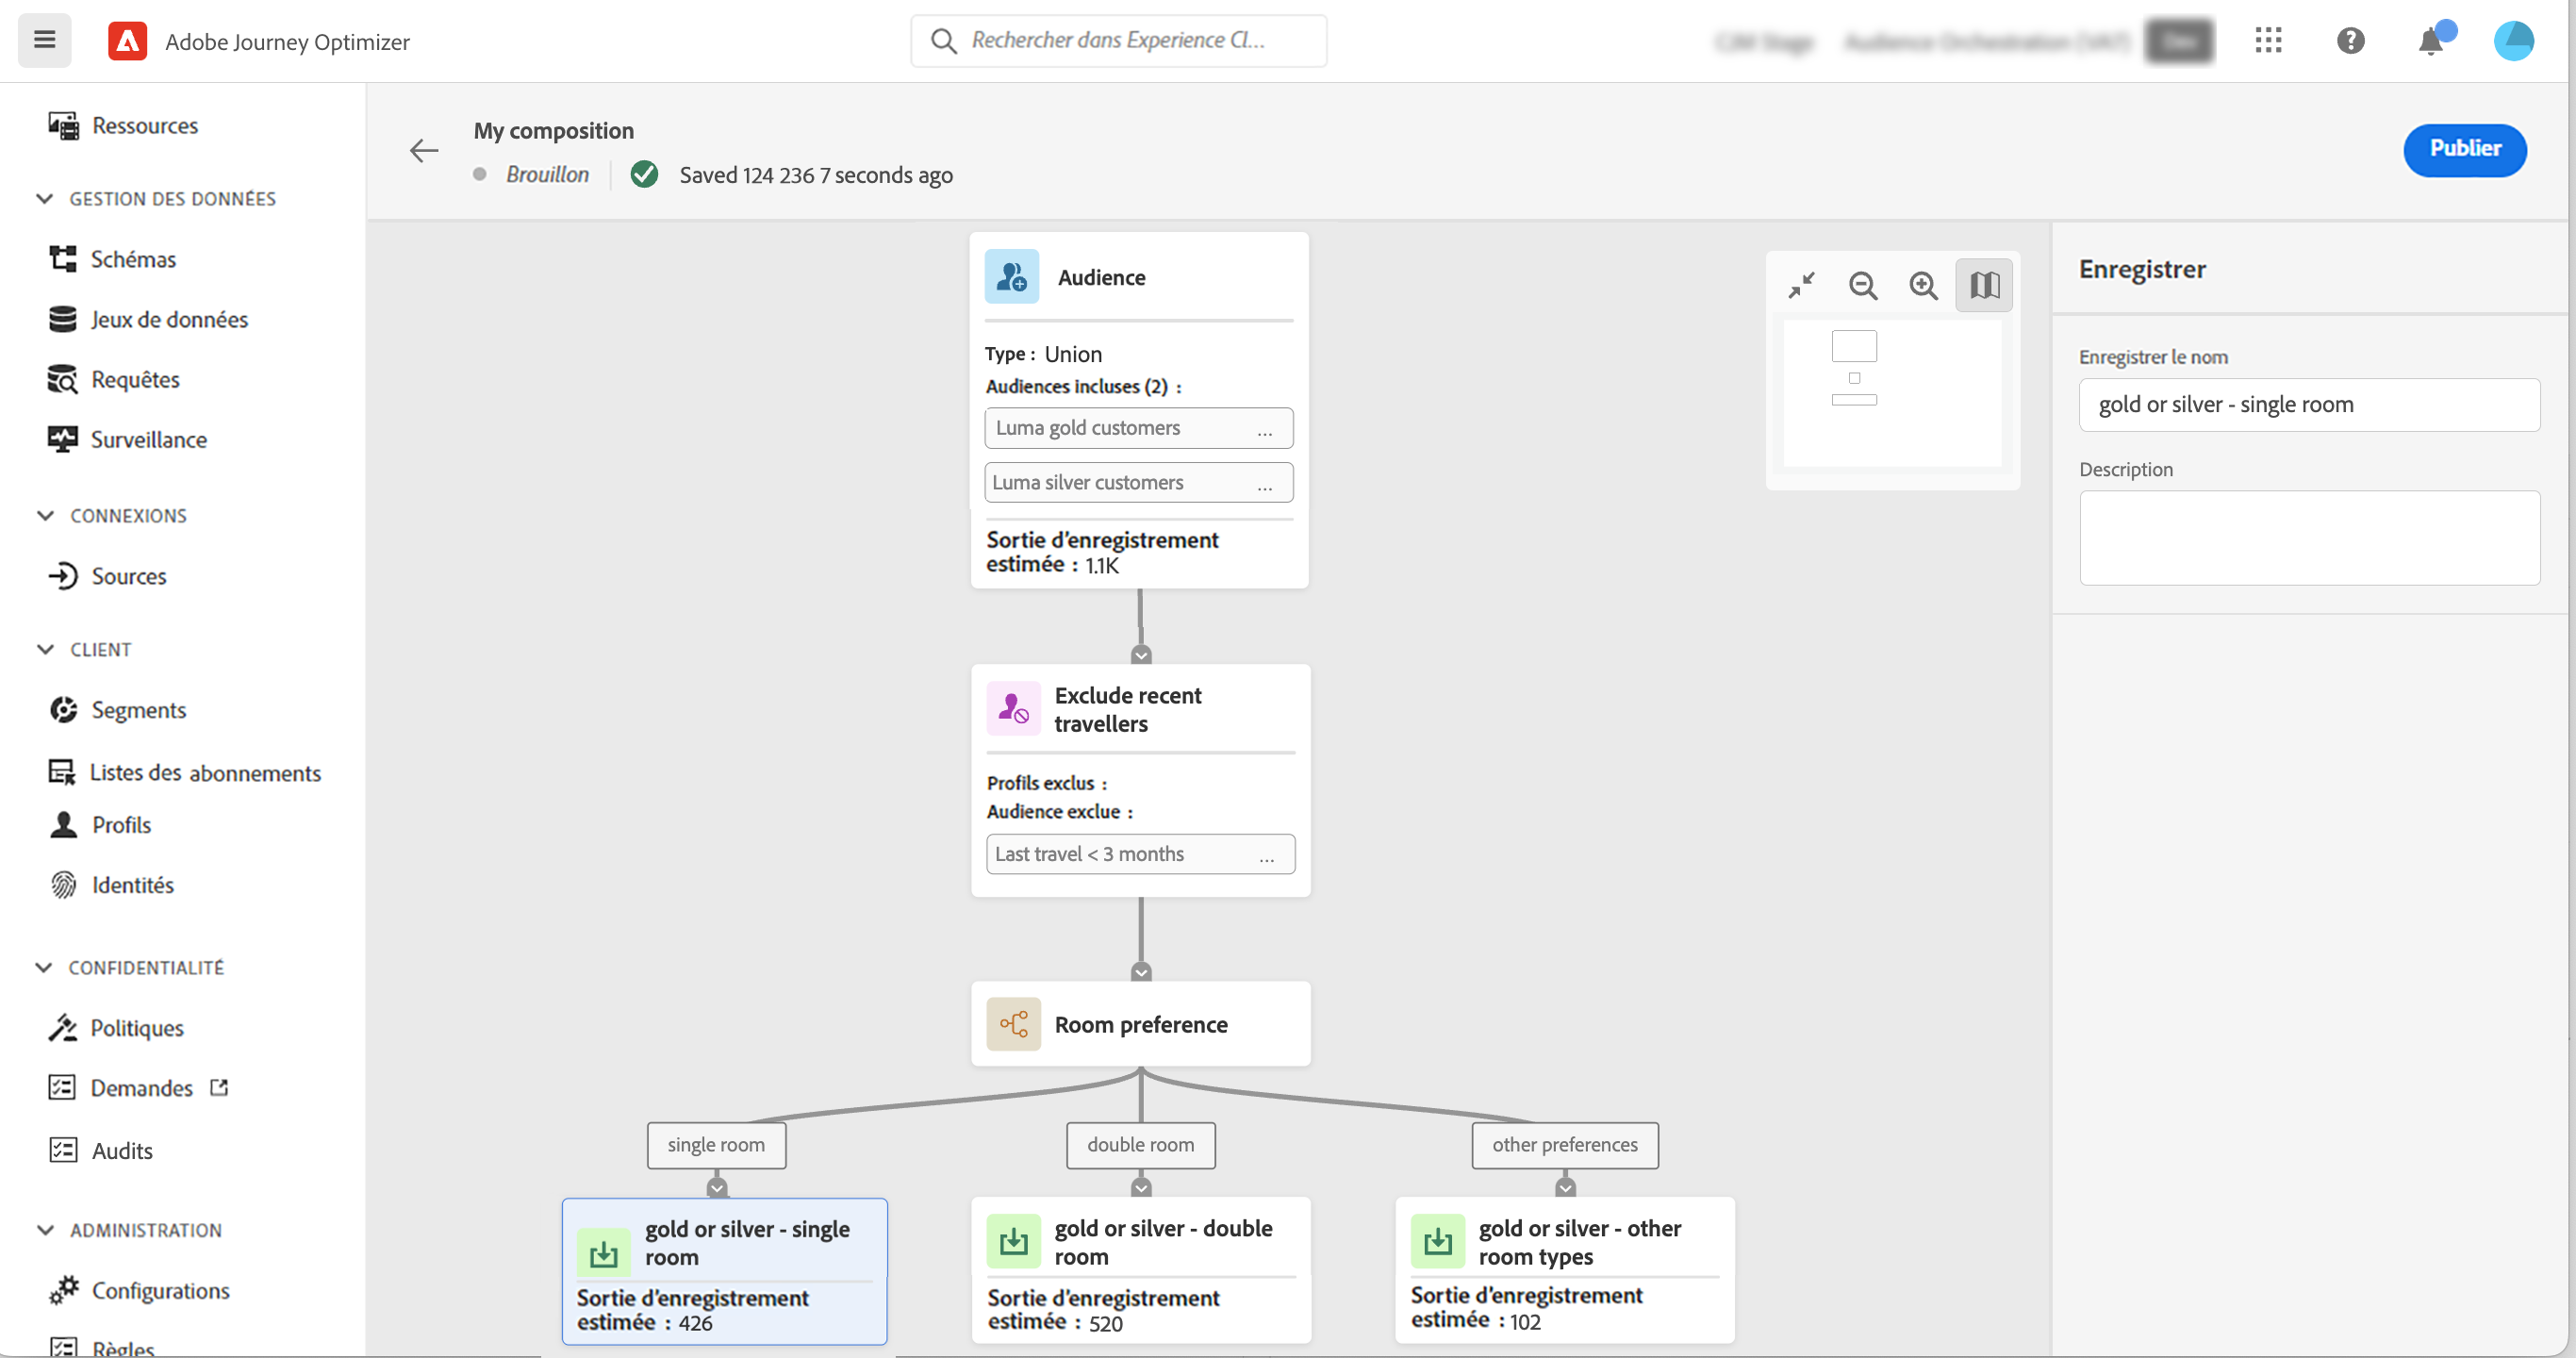 Adobe Journey Optimizer
Rechercher dans Experience Cl...
Ressources
GESTION DES DONNÉES
Schémas
Jeux de données
Requêtes
Surveillance
CONNEXIONS
Sources
CLIENT
Segments
Listes des abonnements
Profils
Identités
CONFIDENTIALITÉ
Politiques
Demandes
Audits
ADMINISTRATION
Configurations
Règles
My composition
Brouillon
Saved 124 236 7 seconds ago
Publier
Audience
Type : Union
Audiences incluses (2) :
Luma gold customers ...
Luma silver customers ...
Sortie d’enregistrement
estimée : 1.1K
Exclude recent
travellers
Profils exclus :
Audience exclue :
Last travel < 3 months ...
Room preference
single room
double room
other preferences
gold or silver - single
room
Sortie d’enregistrement
estimée : 426
gold or silver - double
room
Sortie d’enregistrement
estimée : 520
gold or silver - other
room types
Sortie d’enregistrement
estimée : 102
Enregistrer
Enregistrer le nom
gold or silver - single room
Description